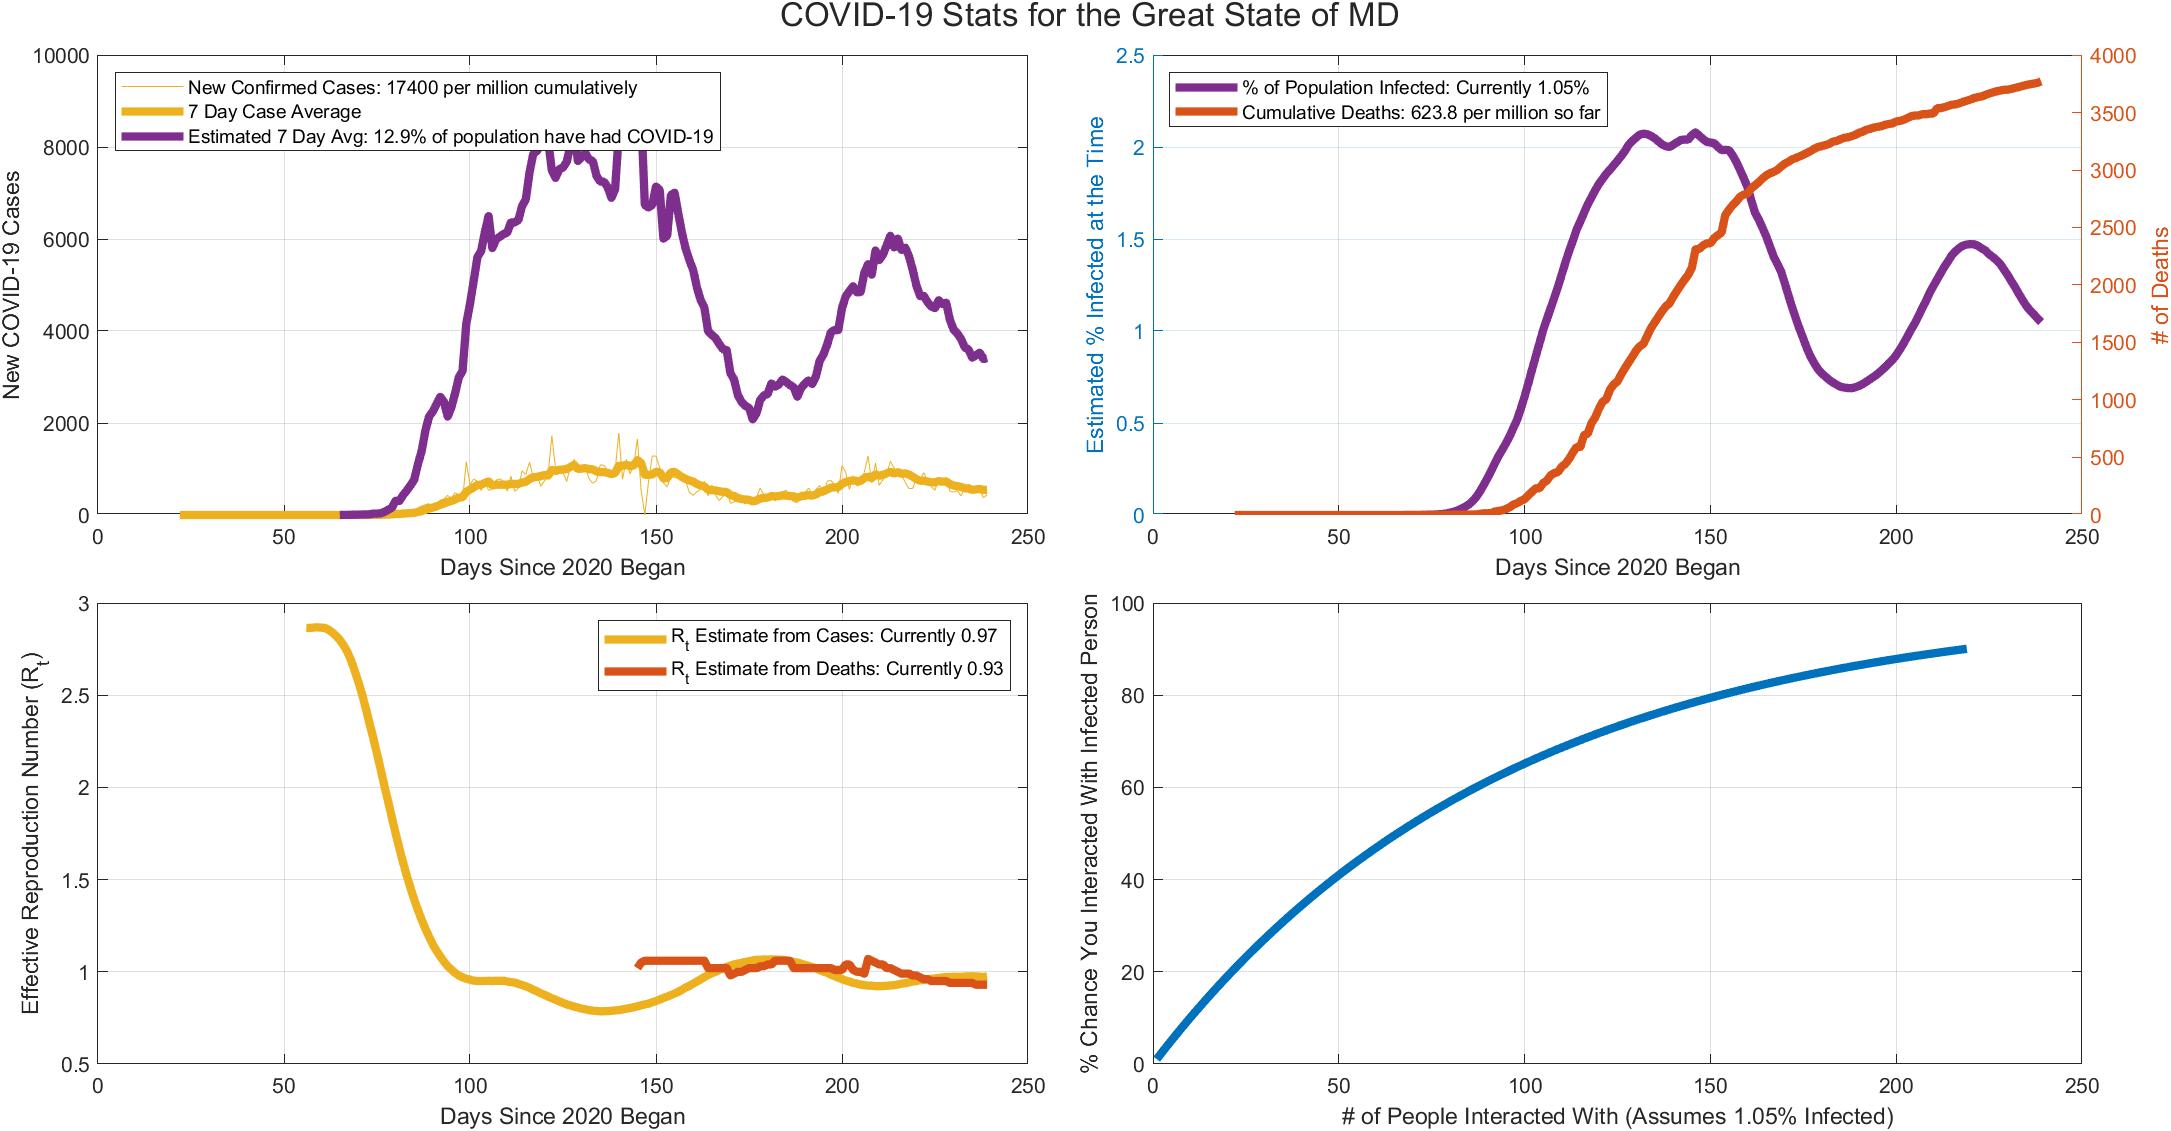 COVID-19 Stats for the Great State of MD
New COVID-19 Cases
10000
8000
6000
4000
2000
0
New Confirmed Cases: 17400 per million cumulatively
7 Day Case Average
Estimated 7 Day Avg: 12.9% of population have had COVID-19
0 50 100 150 200 250
Days Since 2020 Began
Estimated % Infected at the Time
2.5
2
1.5
1
0.5
0
% of Population Infected: Currently 1.05%
Cumulative Deaths: 623.8 per million so far
4000
3500
3000
2500
2000
1500
1000
500
0
# of Deaths
0 50 100 150 200 250
Days Since 2020 Began
Effective Reproduction Number (Rt)
3
2.5
2
1.5
1
0.5
Rt Estimate from Cases: Currently 0.97
Rt Estimate from Deaths: Currently 0.93
0 50 100 150 200 250
Days Since 2020 Began
% Chance You Interacted With Infected Person
100
80
60
40
20
0
0 50 100 150 200 250
# of People Interacted With (Assumes 1.05% Infected)